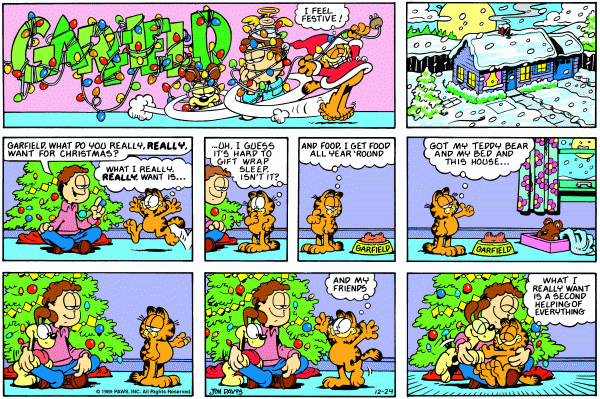 GARFIELD
I FEEL
FESTIVE!
GARFIELD, WHAT DO YOU REALLY, REALLY,
WANT FOR CHRISTMAS?
WHAT I REALLY,
REALLY WANT IS...
...UH. I GUESS
IT'S HARD TO
GIFT WRAP
SLEEP,
ISN'T IT?
AND FOOD. I GET FOOD
ALL YEAR 'ROUND
GARFIELD
GOT MY TEDDY BEAR
AND MY BED AND
THIS HOUSE...
GARFIELD
© 1989 PAWS, INC. All Rights Reserved.
AND MY
FRIENDS
JIM DAVIS
12-24
WHAT I
REALLY WANT
IS A SECOND
HELPING OF
EVERYTHING